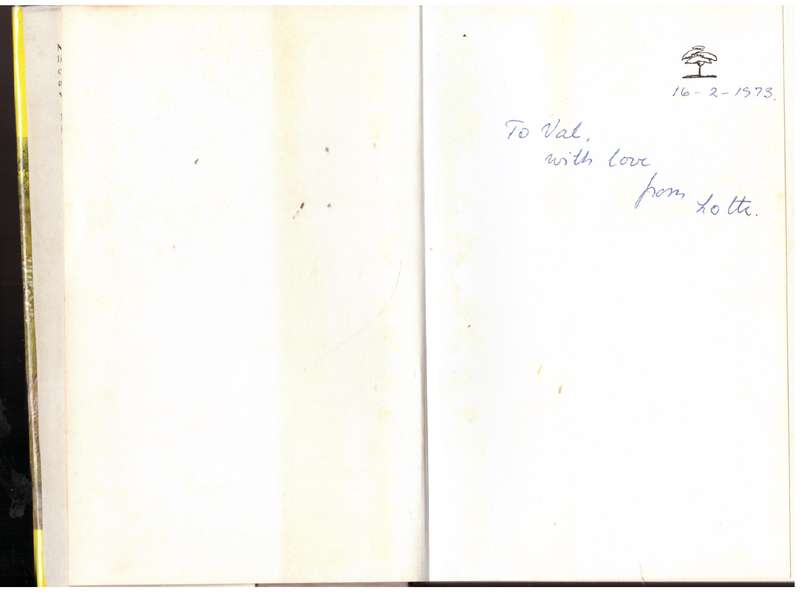 16-2-1973.
To Val,
with love
from
Lotte.